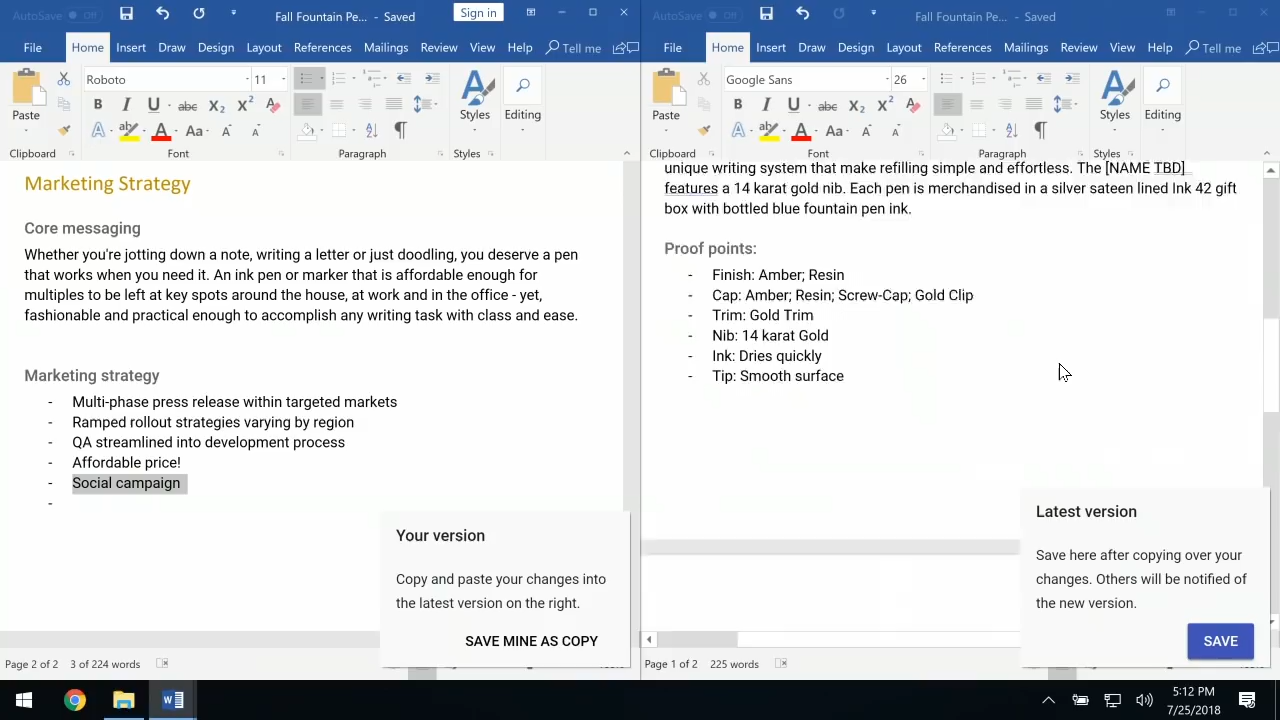 AutoSave Off
Fall Fountain Pe... - Saved
Sign in
File Home Insert Draw Design Layout References Mailings Review View Help Tell me
Roboto 11
Paste
B I U abc X2 X2 A
A A Aa A A
Styles
Editing
Clipboard Font Paragraph Styles
Marketing Strategy
Core messaging
Whether you're jotting down a note, writing a letter or just doodling, you deserve a pen
that works when you need it. An ink pen or marker that is affordable enough for
multiples to be left at key spots around the house, at work and in the office - yet,
fashionable and practical enough to accomplish any writing task with class and ease.
Marketing strategy
- Multi-phase press release within targeted markets
- Ramped rollout strategies varying by region
- QA streamlined into development process
- Affordable price!
- Social campaign
-
Your version
Copy and paste your changes into
the latest version on the right.
SAVE MINE AS COPY
Page 2 of 2 3 of 224 words
AutoSave Off
Fall Fountain Pe... - Saved
File Home Insert Draw Design Layout References Mailings Review View Help Tell me
Google Sans 26
Paste
B I U abc X2 X2 A
A A Aa A A
Styles
Editing
Clipboard Font Paragraph Styles
unique writing system that make refilling simple and effortless. The [NAME TBD]
features a 14 karat gold nib. Each pen is merchandised in a silver sateen lined Ink 42 gift
box with bottled blue fountain pen ink.
Proof points:
- Finish: Amber; Resin
- Cap: Amber; Resin; Screw-Cap; Gold Clip
- Trim: Gold Trim
- Nib: 14 karat Gold
- Ink: Dries quickly
- Tip: Smooth surface
Latest version
Save here after copying over your
changes. Others will be notified of
the new version.
SAVE
Page 1 of 2 225 words
5:12 PM
7/25/2018